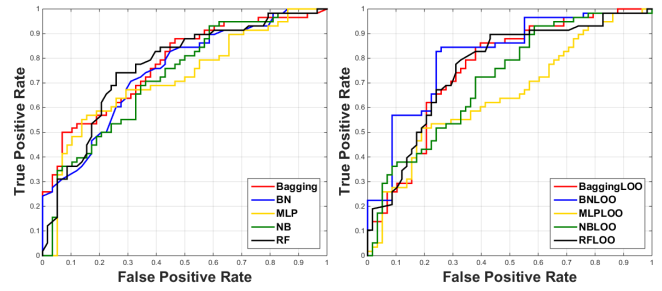 True Positive Rate
1
0.9
0.8
0.7
0.6
0.5
0.4
0.3
0.2
0.1
0
0 0.1 0.2 0.3 0.4 0.5 0.6 0.7 0.8 0.9 1
False Positive Rate
Bagging
BN
MLP
NB
RF
True Positive Rate
1
0.9
0.8
0.7
0.6
0.5
0.4
0.3
0.2
0.1
0
0 0.1 0.2 0.3 0.4 0.5 0.6 0.7 0.8 0.9 1
False Positive Rate
BaggingLOO
BNLOO
MLPLOO
NBLOO
RFLOO